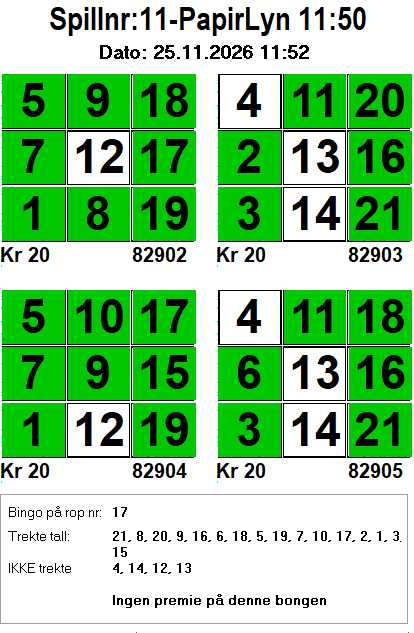 Spillnr:11-PapirLyn 11:50
Dato: 25.11.2026 11:52
5 9 18
7 12 17
1 8 19
Kr 20 82902
4 11 20
2 13 16
3 14 21
Kr 20 82903
5 10 17
7 9 15
1 12 19
Kr 20 82904
4 11 18
6 13 16
3 14 21
Kr 20 82905
Bingo på rop nr: 17
Trekte tall: 21, 8, 20, 9, 16, 6, 18, 5, 19, 7, 10, 17, 2, 1, 3,
15
IKKE trekte 4, 14, 12, 13
Ingen premie på denne bongen